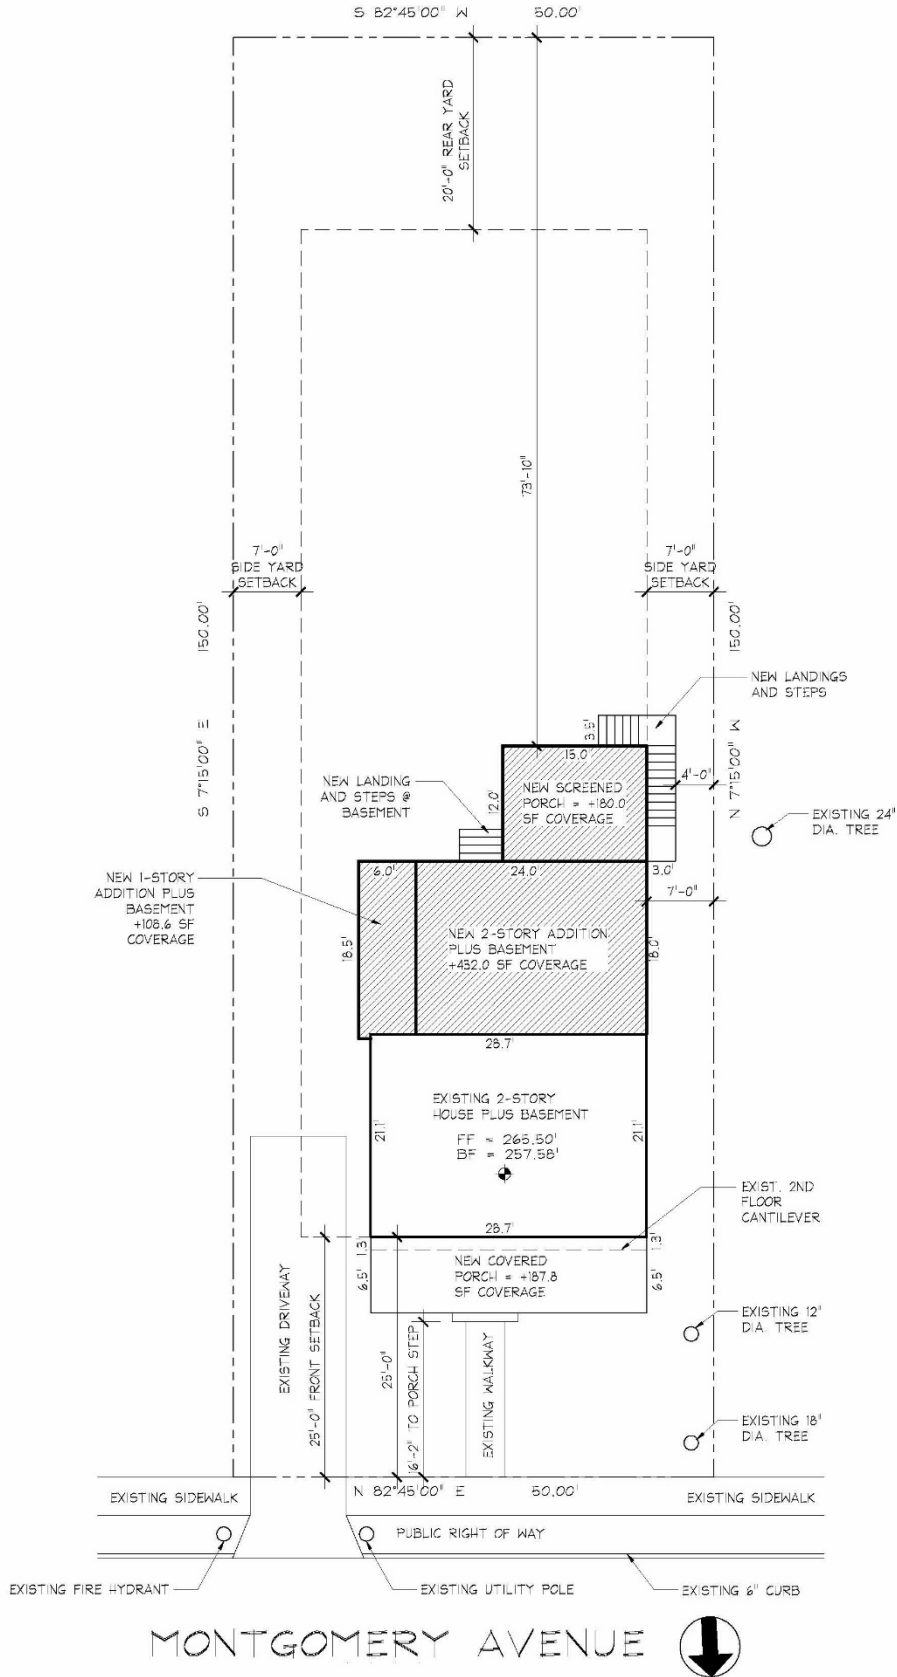 S 82°45'00" W
50.00'
20'-0" REAR YARD
SETBACK
73'-10"
7'-0"
SIDE YARD
SETBACK
7'-0"
SIDE YARD
SETBACK
150.00'
150.00'
S 7°15'00" E
N 7°15'00" W
NEW LANDINGS
AND STEPS
3.5'
15.0'
4'-0"
NEW LANDING
AND STEPS @
BASEMENT
12.0'
NEW SCREENED
PORCH = +180.0
SF COVERAGE
EXISTING 24"
DIA. TREE
6.0'
24.0'
3.0'
7'-0"
NEW 1-STORY
ADDITION PLUS
BASEMENT
+108.6 SF
COVERAGE
18.5'
NEW 2-STORY ADDITION
PLUS BASEMENT
+432.0 SF COVERAGE
18.0'
28.7'
EXISTING 2-STORY
HOUSE PLUS BASEMENT
21.1'
21.1'
FF = 265.50'
BF = 257.58'
EXIST. 2ND
FLOOR
CANTILEVER
28.7'
1.3'
1.3'
NEW COVERED
PORCH = +187.8
SF COVERAGE
6.5'
6.5'
EXISTING DRIVEWAY
25'-0" FRONT SETBACK
25'-0"
16'-2" TO PORCH STEP
EXISTING WALKWAY
EXISTING 12"
DIA. TREE
EXISTING 18"
DIA. TREE
N 82°45'00" E
50.00'
EXISTING SIDEWALK
EXISTING SIDEWALK
PUBLIC RIGHT OF WAY
EXISTING FIRE HYDRANT
EXISTING UTILITY POLE
EXISTING 6" CURB
MONTGOMERY AVENUE